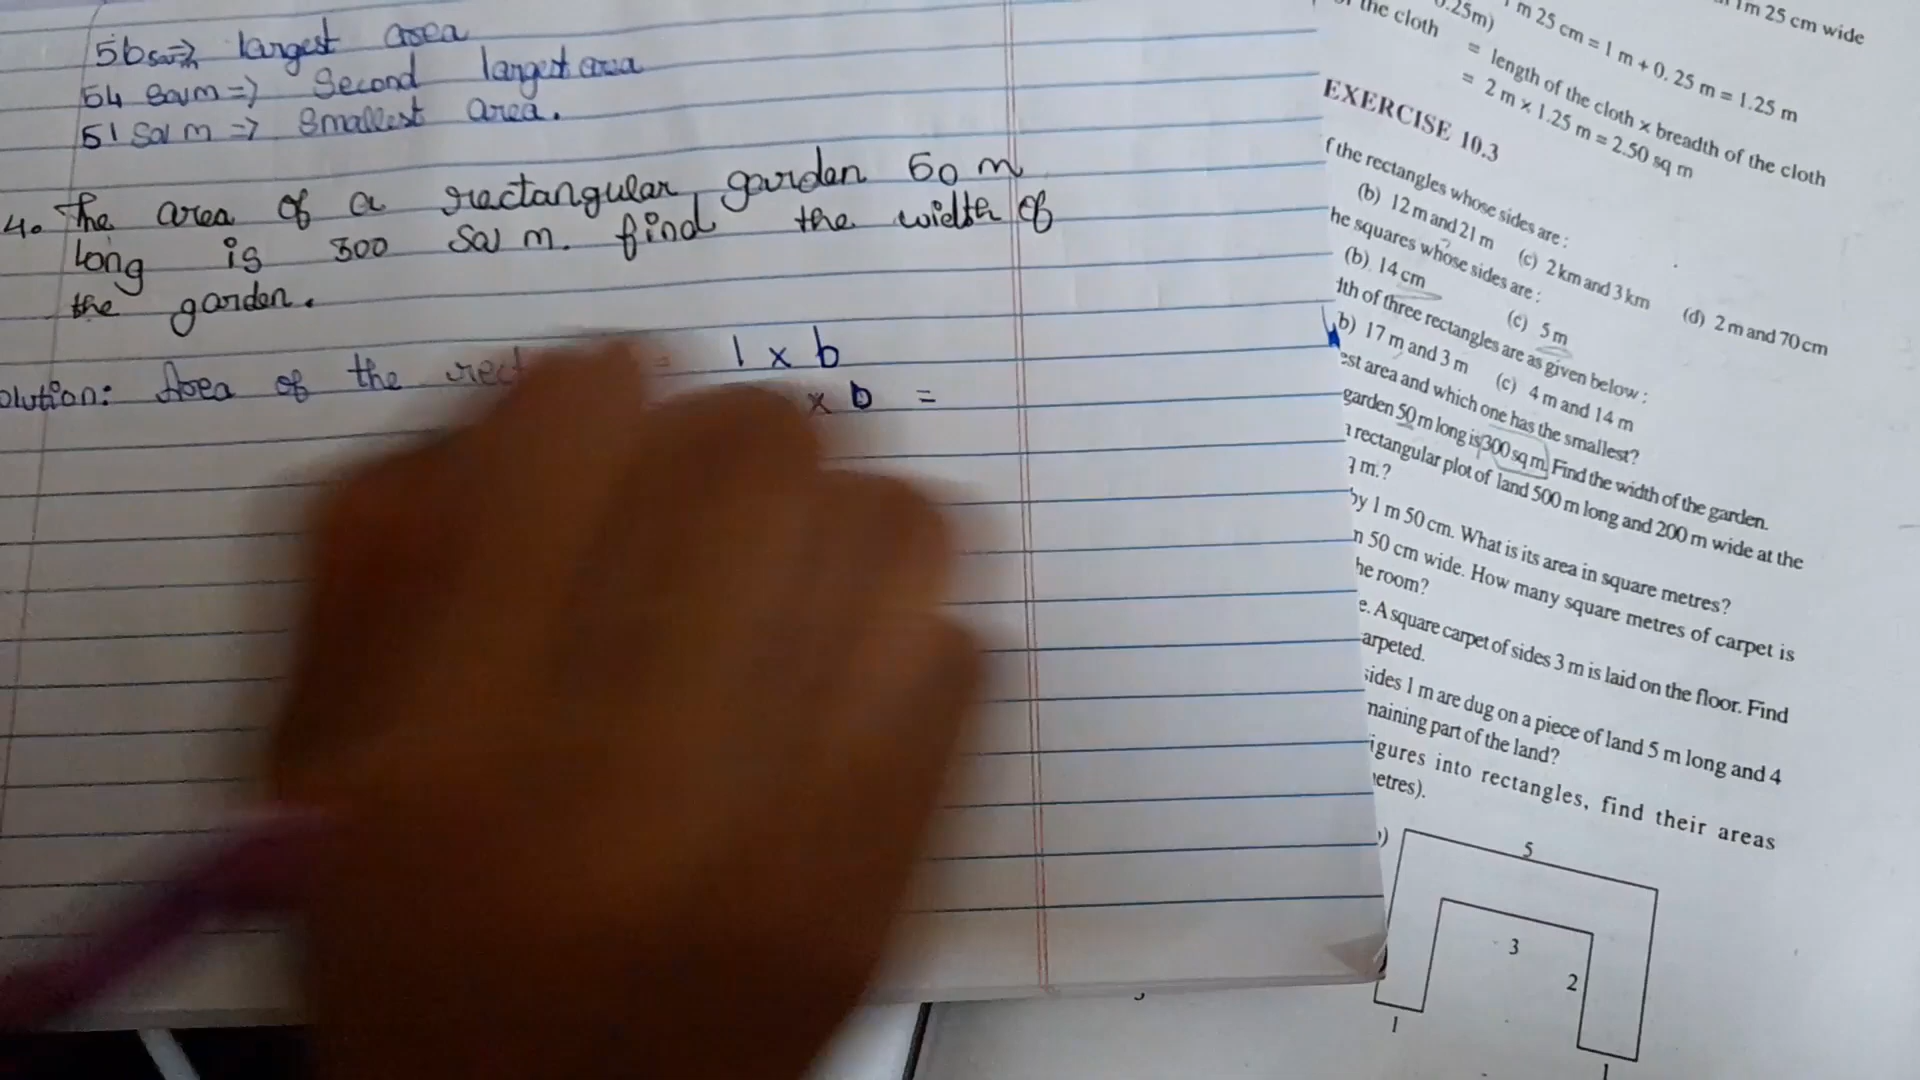 56 sqm => largest area
54 Sqm => Second largest area
51 Sq m => Smallest area.
4. The area of a rectangular garden 50 m
long is 300 Sq m. find the width of
the garden.
olution: Area of the rect = l x b
x b =
1m 25 cm wide
.25m)
m 25 cm = 1 m + 0. 25 m = 1.25 m
the cloth = length of the cloth × breadth of the cloth
= 2 m × 1.25 m = 2.50 sq m
EXERCISE 10.3
f the rectangles whose sides are :
(b) 12 m and 21 m (c) 2 km and 3 km (d) 2 m and 70 cm
he squares whose sides are :
(b) 14 cm (c) 5 m
dth of three rectangles are as given below :
b) 17 m and 3 m (c) 4 m and 14 m
est area and which one has the smallest?
garden 50 m long is 300 sq m. Find the width of the garden.
rectangular plot of land 500 m long and 200 m wide at the
q m.?
by 1 m 50 cm. What is its area in square metres?
50 cm wide. How many square metres of carpet is
he room?
e. A square carpet of sides 3 m is laid on the floor. Find
arpeted.
sides 1 m are dug on a piece of land 5 m long and 4
maining part of the land?
igures into rectangles, find their areas
etres).
)
5
3
2
1
1